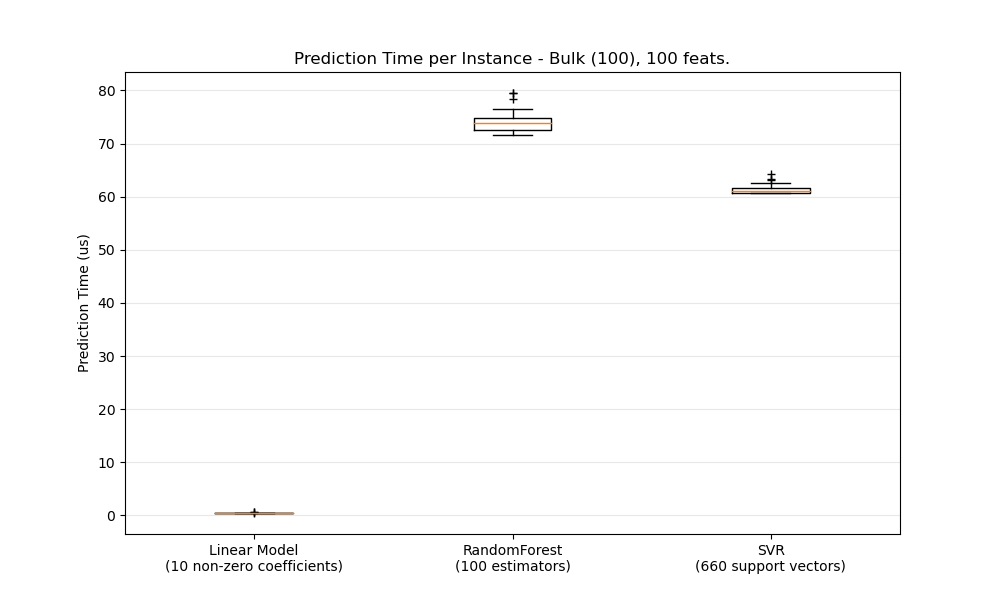 Prediction Time per Instance - Bulk (100), 100 feats.
Prediction Time (us)
80
70
60
50
40
30
20
10
0
Linear Model
(10 non-zero coefficients)
RandomForest
(100 estimators)
SVR
(660 support vectors)